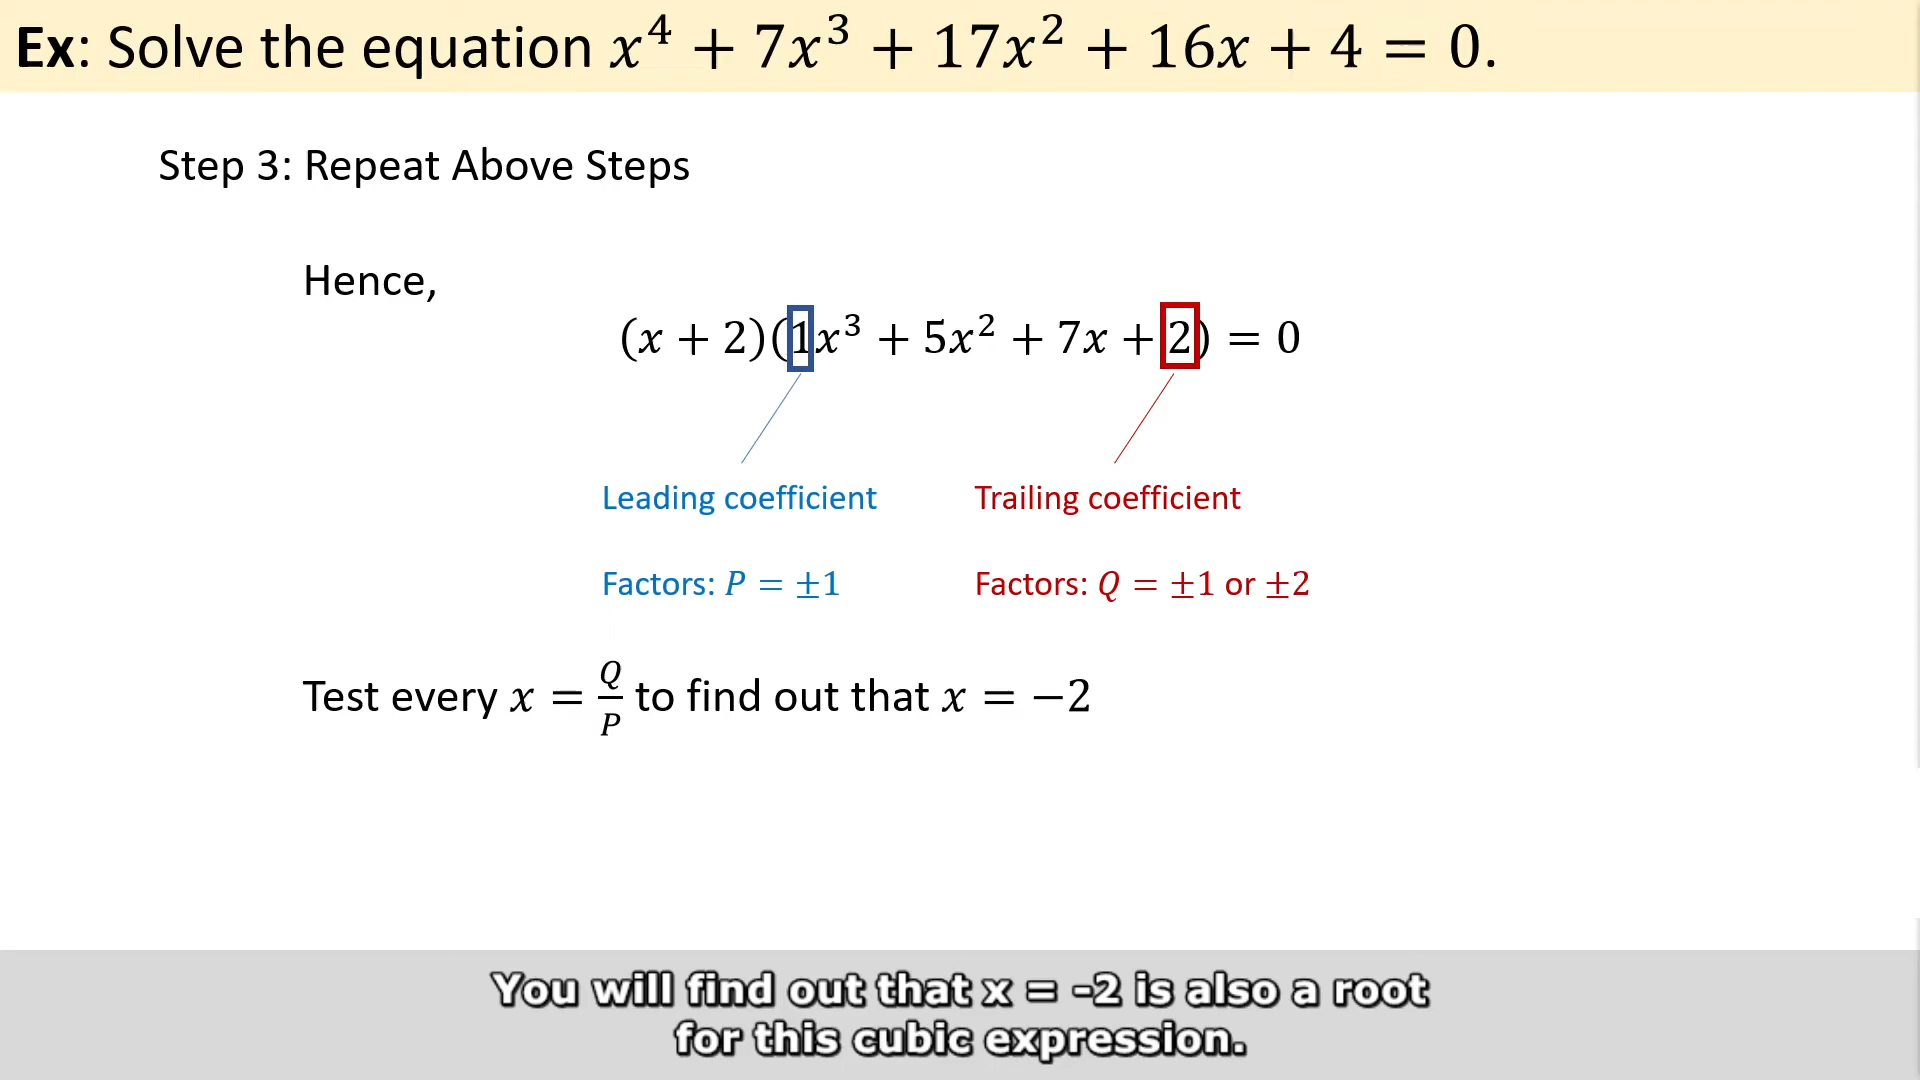 Ex: Solve the equation x⁴ + 7x³ + 17x² + 16x + 4 = 0.
Step 3: Repeat Above Steps
Hence,
(x + 2)(1x³ + 5x² + 7x + 2) = 0
Leading coefficient
Trailing coefficient
Factors: P = ±1
Factors: Q = ±1 or ±2
Test every x = Q/P to find out that x = −2
You will find out that x = -2 is also a root
for this cubic expression.